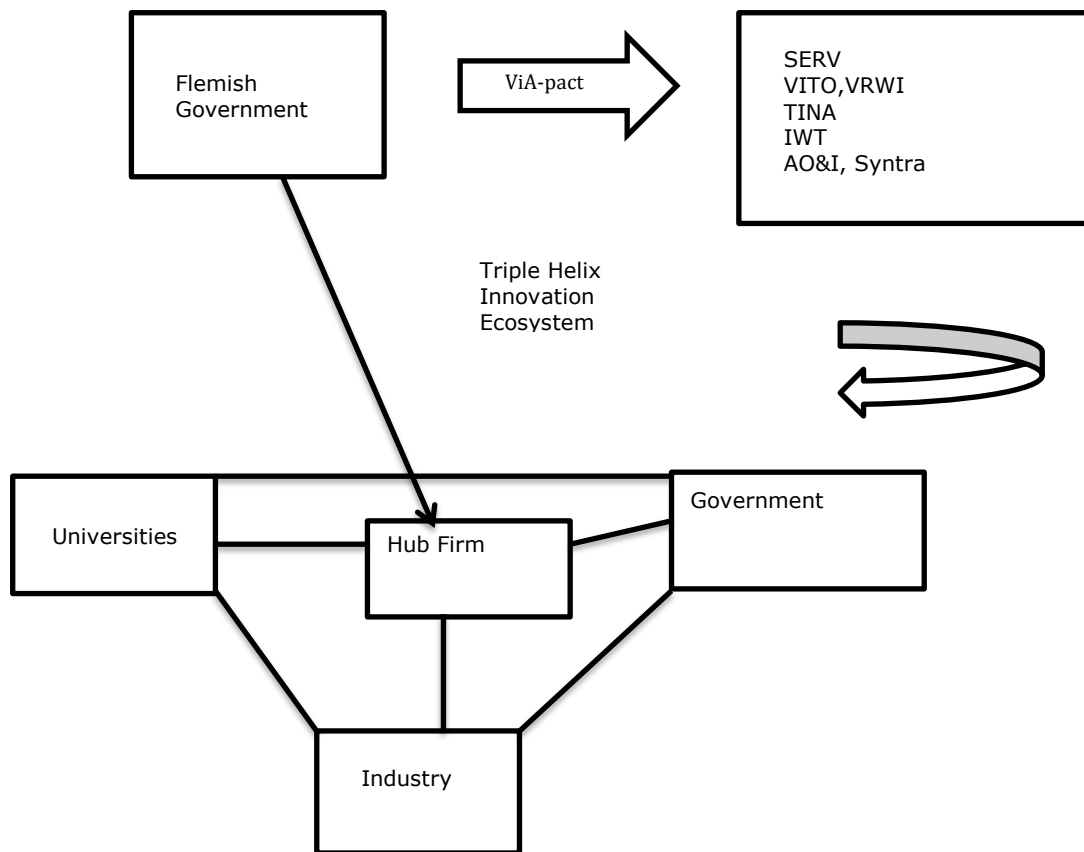 Flemish
Government
ViA-pact
SERV
VITO,VRWI
TINA
IWT
AO&I, Syntra
Triple Helix
Innovation
Ecosystem
Universities
Hub Firm
Government
Industry